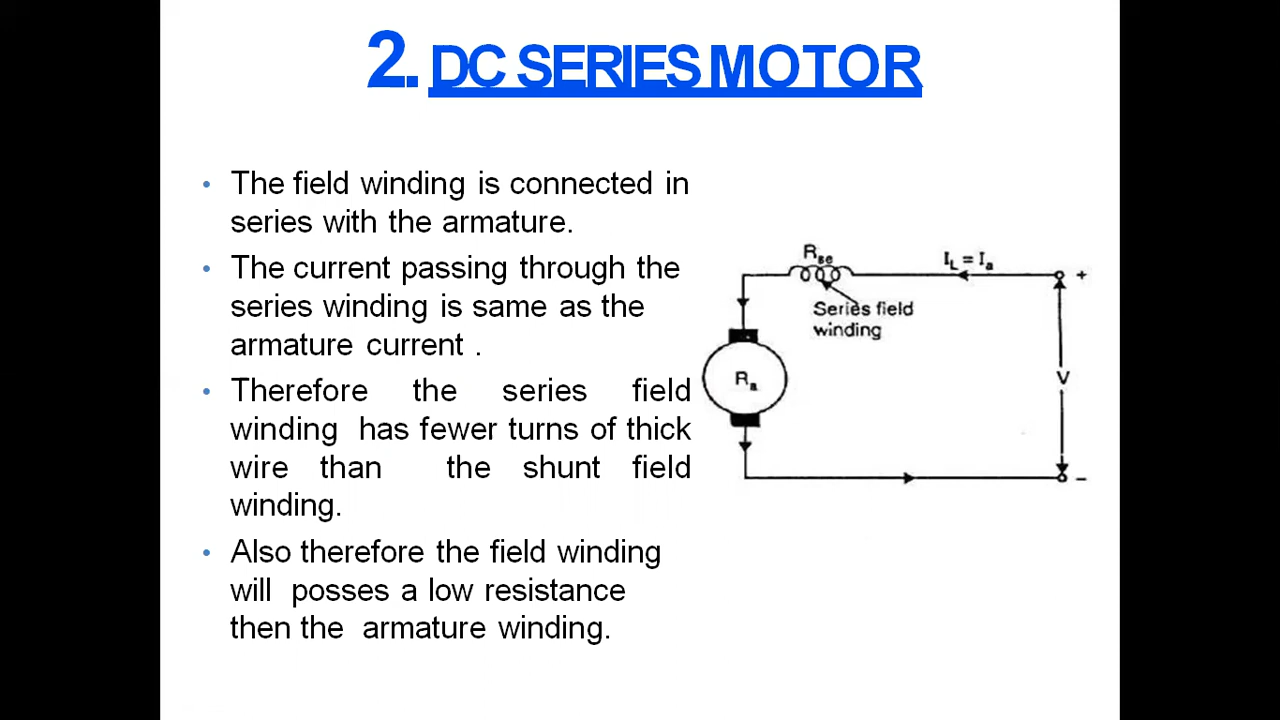 2. DC SERIES MOTOR
• The field winding is connected in
series with the armature.
• The current passing through the
series winding is same as the
armature current .
• Therefore the series field
winding has fewer turns of thick
wire than the shunt field
winding.
• Also therefore the field winding
will posses a low resistance
then the armature winding.
Rse
IL = Ia
+
Series field
winding
Ra
V
–